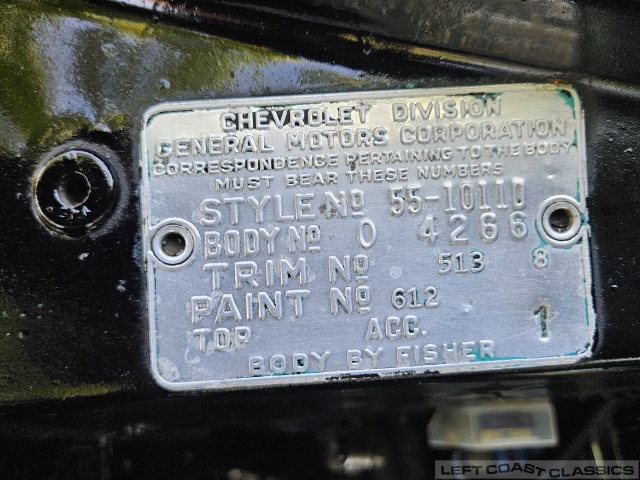 CHEVROLET DIVISION
GENERAL MOTORS CORPORATION
CORRESPONDENCE PERTAINING TO THE BODY
MUST BEAR THESE NUMBERS
STYLE Nº 55-10110
BODY Nº O 4266
TRIM Nº 513 8
PAINT Nº 612
TOP ACC. 1
BODY BY FISHER
LEFT COAST CLASSICS